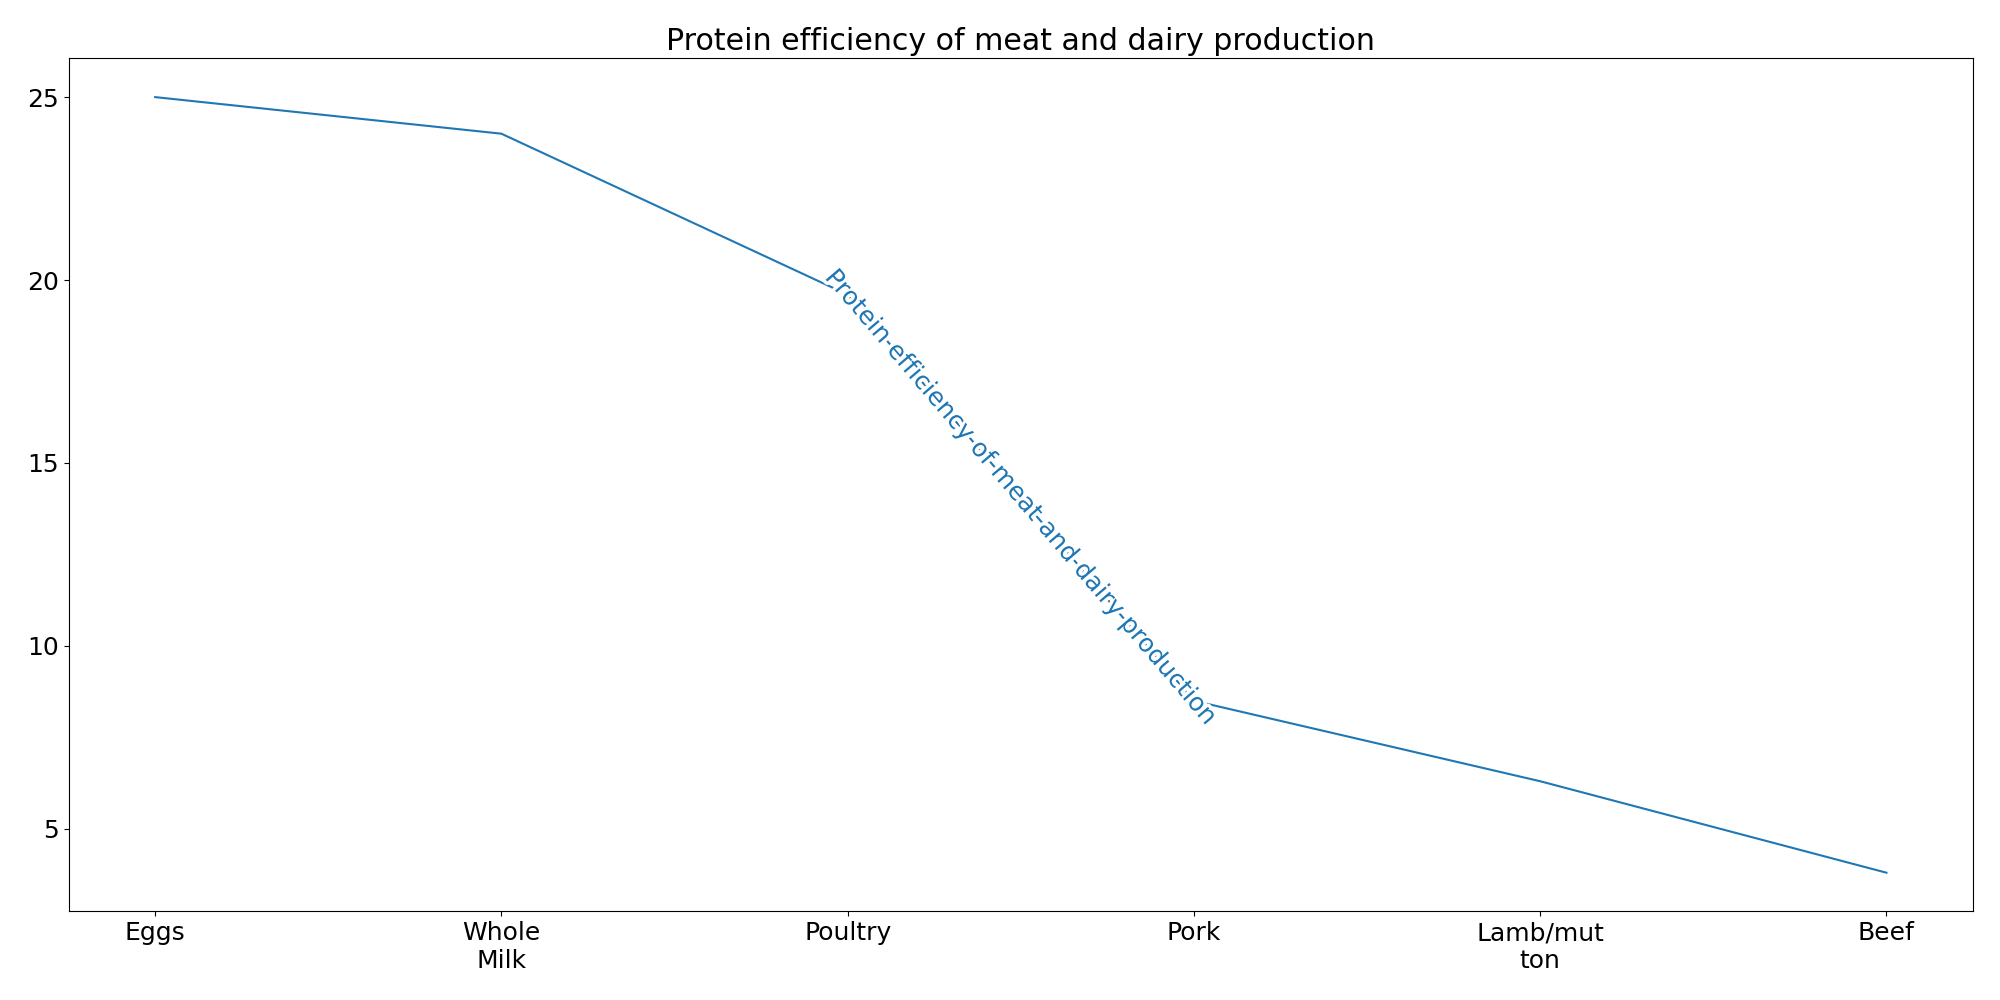 Protein efficiency of meat and dairy production
25
20
15
10
5
Protein-efficiency-of-meat-and-dairy-production
Eggs
Whole
Milk
Poultry
Pork
Lamb/mut
ton
Beef